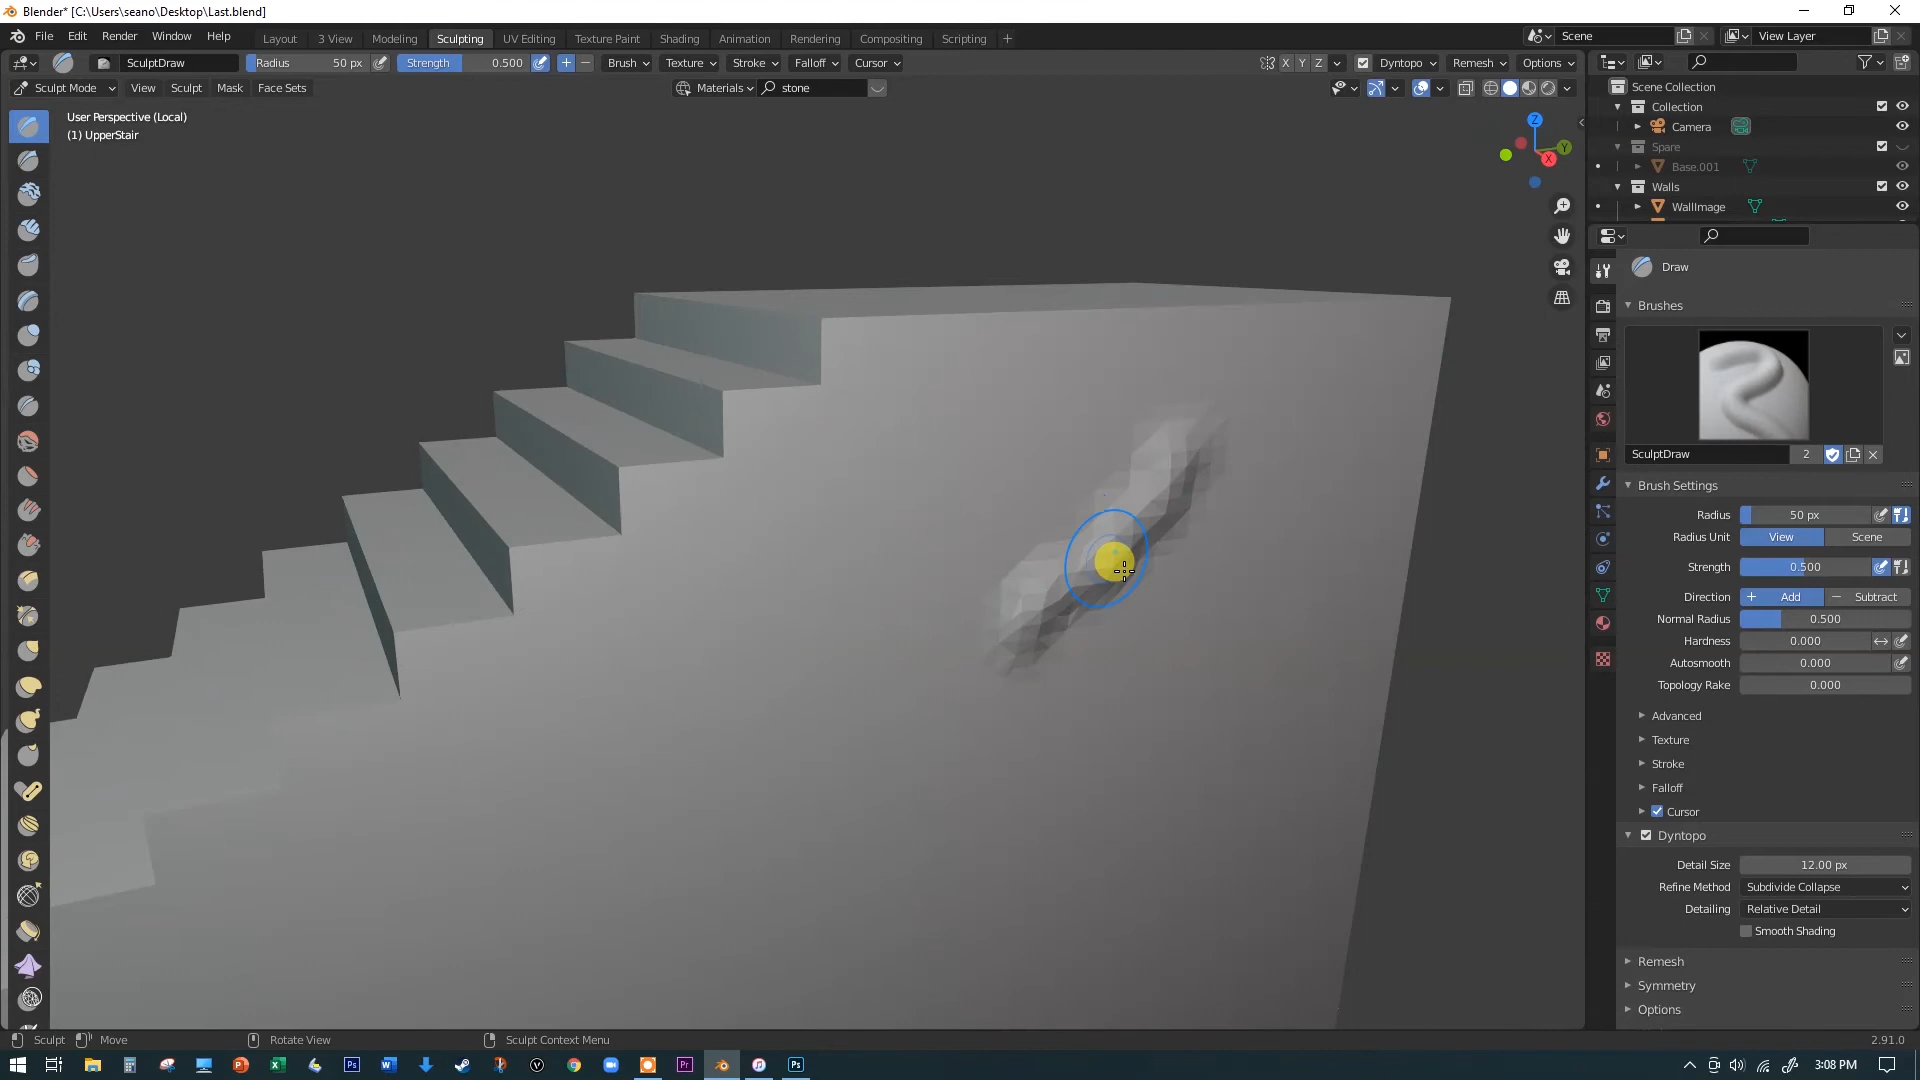 Blender* [C:\Users\seano\Desktop\Last.blend]
File Edit Render Window Help Layout 3 View Modeling Sculpting UV Editing Texture Paint Shading Animation Rendering Compositing Scripting + Scene View Layer
SculptDraw Radius 50 px Strength 0.500 + − Brush Texture Stroke Falloff Cursor X Y Z Dyntopo Remesh Options
Sculpt Mode View Sculpt Mask Face Sets Materials stone
User Perspective (Local)
(1) UpperStair
Z
Y
X
Scene Collection
Collection
Camera
Spare
Base.001
Walls
WallImage
Draw
Brushes
SculptDraw 2
Brush Settings
Radius 50 px
Radius Unit View Scene
Strength 0.500
Direction + Add − Subtract
Normal Radius 0.500
Hardness 0.000
Autosmooth 0.000
Topology Rake 0.000
Advanced
Texture
Stroke
Falloff
Cursor
Dyntopo
Detail Size 12.00 px
Refine Method Subdivide Collapse
Detailing Relative Detail
Smooth Shading
Remesh
Symmetry
Options
Sculpt Move Rotate View Sculpt Context Menu 2.91.0
3:08 PM